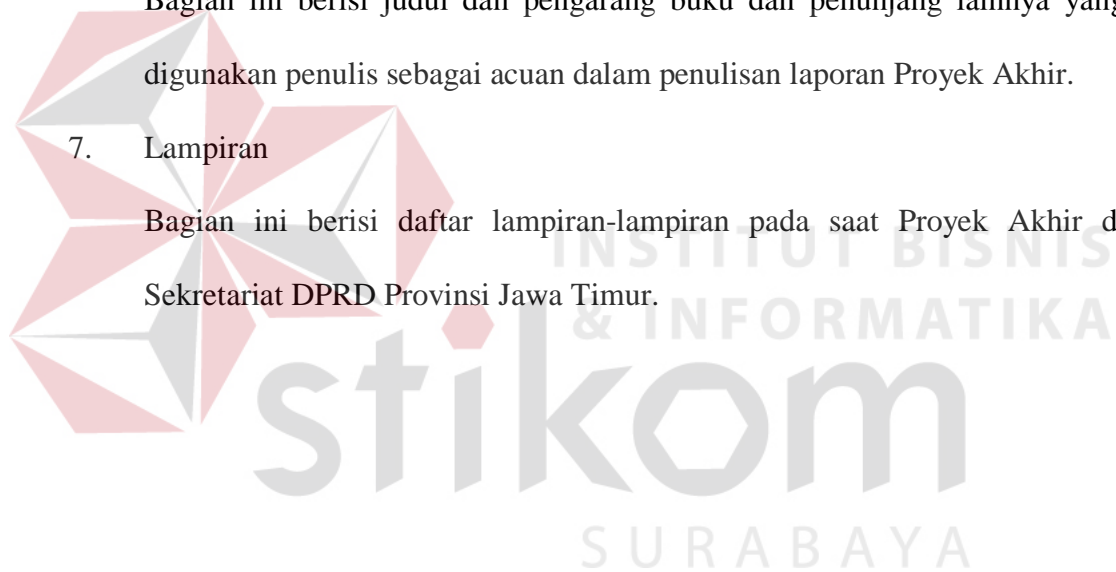 Bagian ini berisi judul dan pengarang buku dan penunjang lainnya yang
digunakan penulis sebagai acuan dalam penulisan laporan Proyek Akhir.
7. Lampiran
Bagian ini berisi daftar lampiran-lampiran pada saat Proyek Akhir d
Sekretariat DPRD Provinsi Jawa Timur.
INSTITUT BISNIS
& INFORMATIKA
stikom
SURABAYA